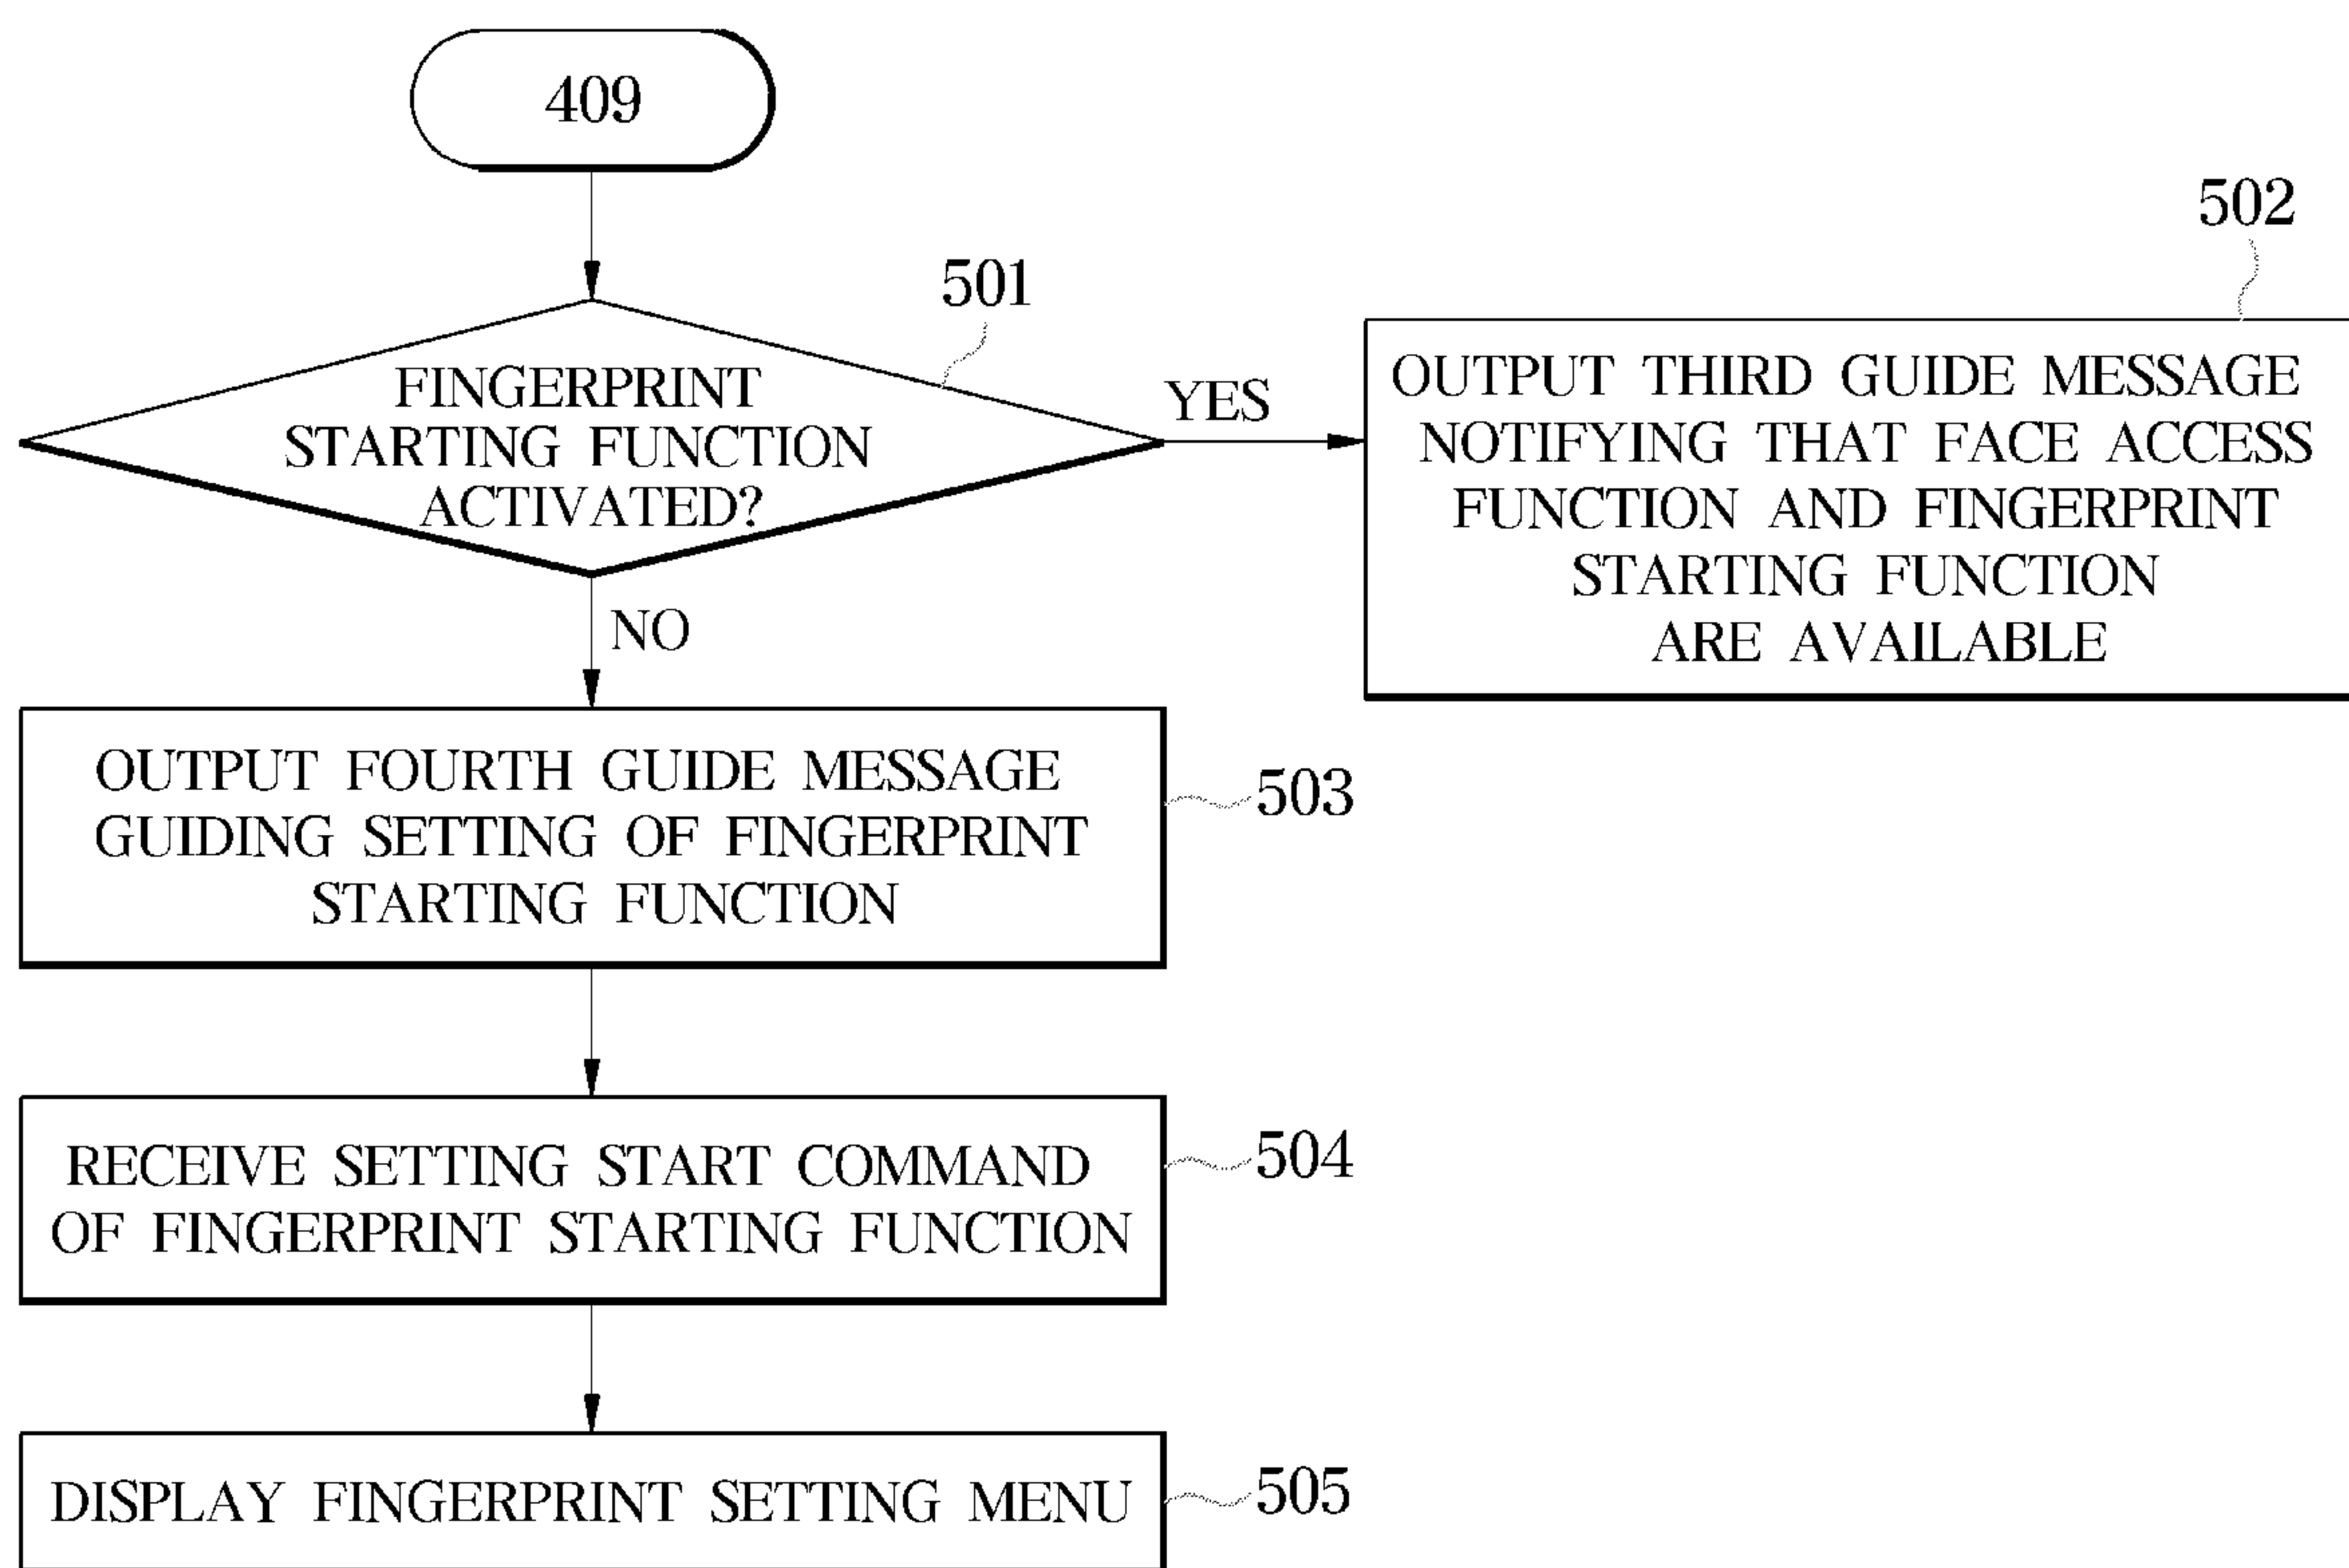 409
501
FINGERPRINT
STARTING FUNCTION
ACTIVATED?
YES
502
OUTPUT THIRD GUIDE MESSAGE
NOTIFYING THAT FACE ACCESS
FUNCTION AND FINGERPRINT
STARTING FUNCTION
ARE AVAILABLE
NO
OUTPUT FOURTH GUIDE MESSAGE
GUIDING SETTING OF FINGERPRINT
STARTING FUNCTION
503
RECEIVE SETTING START COMMAND
OF FINGERPRINT STARTING FUNCTION
504
DISPLAY FINGERPRINT SETTING MENU
505